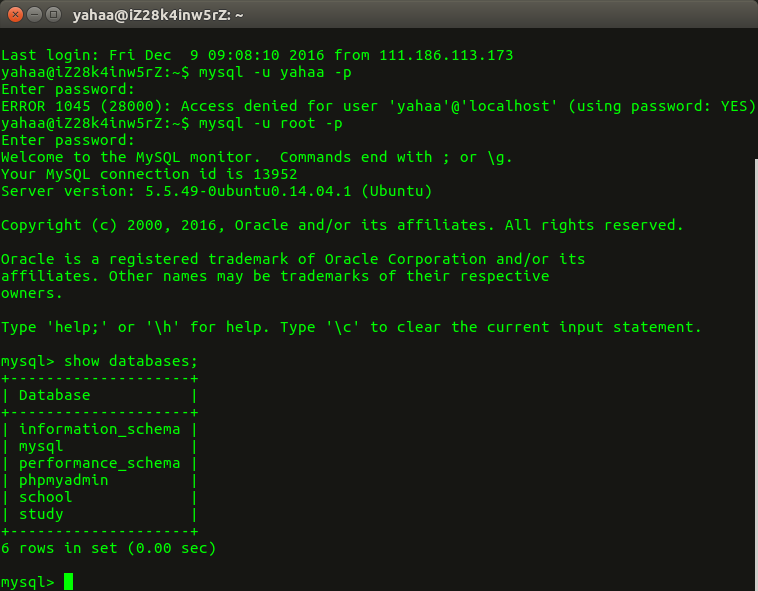 yahaa@iZ28k4inw5rZ: ~
Last login: Fri Dec  9 09:08:10 2016 from 111.186.113.173
yahaa@iZ28k4inw5rZ:~$ mysql -u yahaa -p
Enter password:
ERROR 1045 (28000): Access denied for user 'yahaa'@'localhost' (using password: YES)
yahaa@iZ28k4inw5rZ:~$ mysql -u root -p
Enter password:
Welcome to the MySQL monitor.  Commands end with ; or \g.
Your MySQL connection id is 13952
Server version: 5.5.49-0ubuntu0.14.04.1 (Ubuntu)
Copyright (c) 2000, 2016, Oracle and/or its affiliates. All rights reserved.
Oracle is a registered trademark of Oracle Corporation and/or its
affiliates. Other names may be trademarks of their respective
owners.
Type 'help;' or '\h' for help. Type '\c' to clear the current input statement.
mysql> show databases;
+--------------------+
| Database           |
+--------------------+
| information_schema |
| mysql              |
| performance_schema |
| phpmyadmin         |
| school             |
| study              |
+--------------------+
6 rows in set (0.00 sec)
mysql>